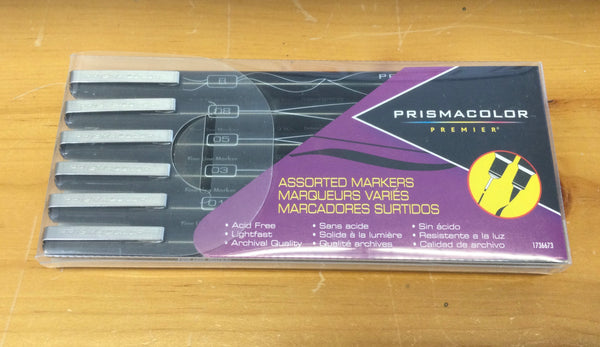 PRISMACOLOR
B
08
05
03
PRISMACOLOR
PREMIER®
ASSORTED MARKERS
MARQUEURS VARIÉS
MARCADORES SURTIDOS
• Acid Free
• Lightfast
• Archival Quality
• Sans acide
• Solide à la lumière
• Qualité archives
• Sin ácido
• Resistente a la luz
• Calidad de archivo
1736673